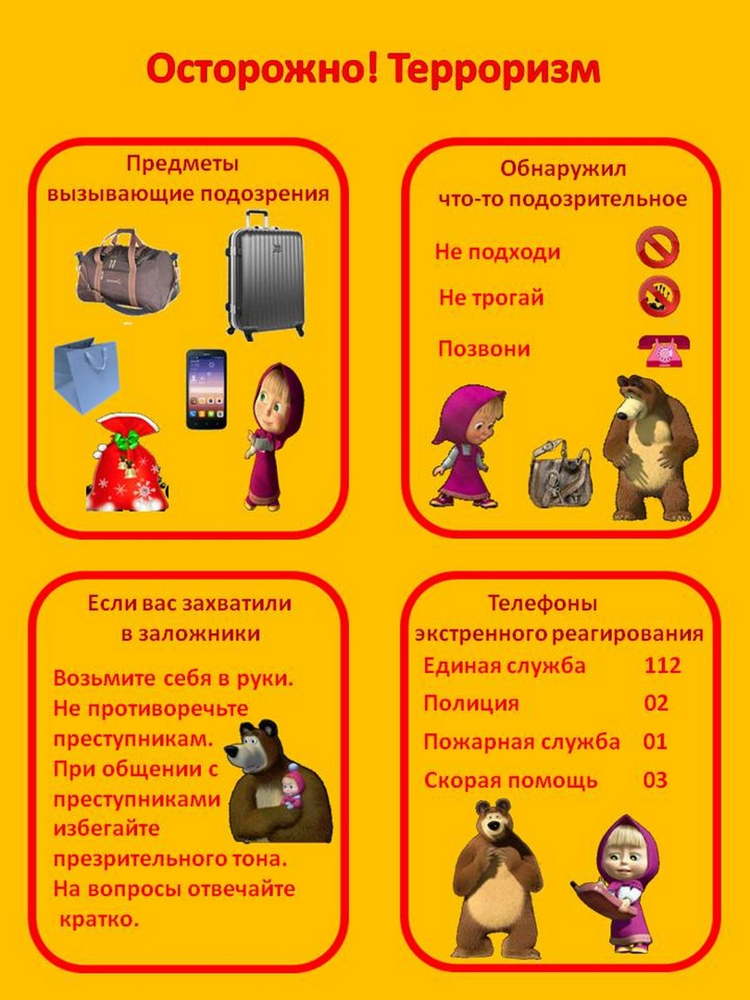 Осторожно! Терроризм
Предметы
вызывающие подозрения
Обнаружил
что-то подозрительное
Не подходи
Не трогай
Позвони
Если вас захватили
в заложники
Возьмите себя в руки.
Не противоречьте
преступникам.
При общении с
преступниками
избегайте
презрительного тона.
На вопросы отвечайте
кратко.
Телефоны
экстренного реагирования
Единая служба 112
Полиция 02
Пожарная служба 01
Скорая помощь 03